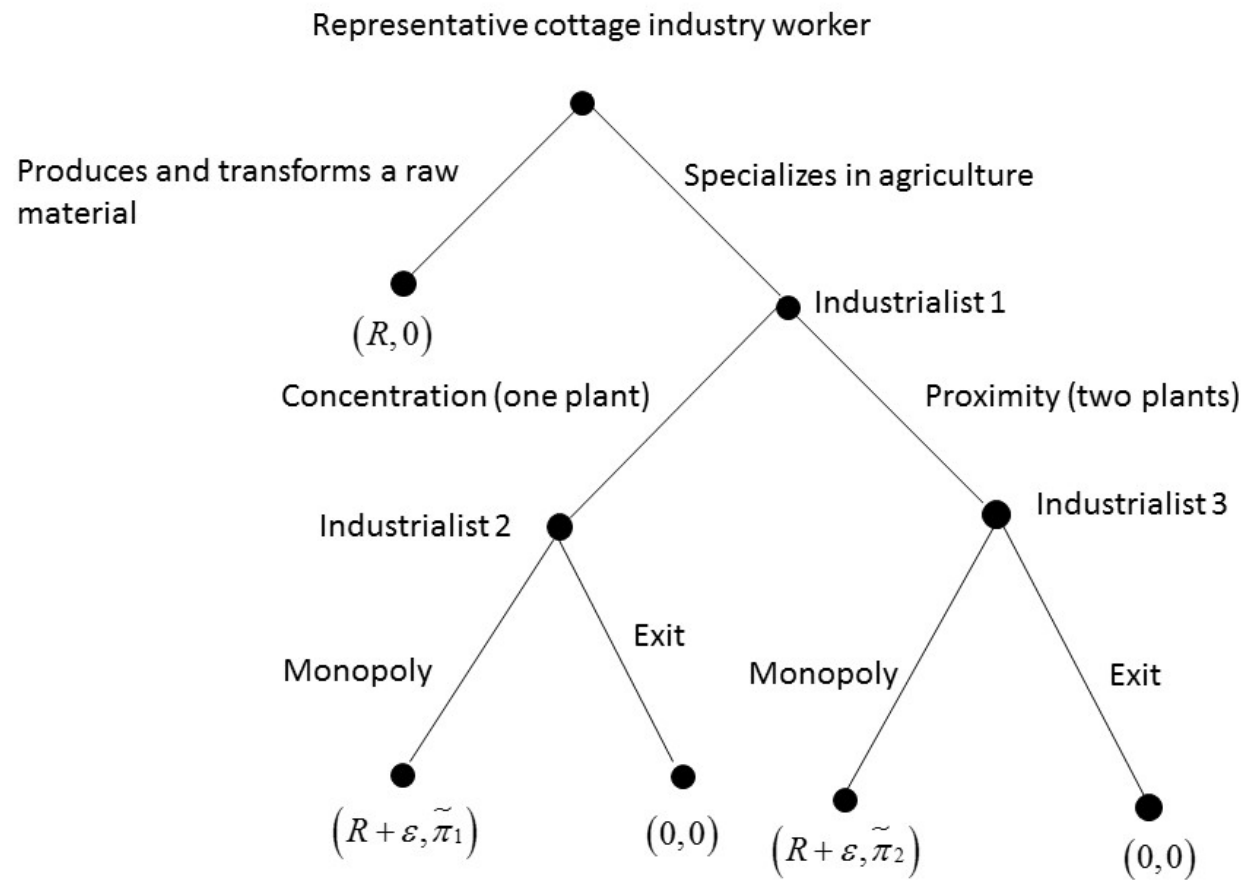 Representative cottage industry worker
Produces and transforms a raw
material
Specializes in agriculture
(R, 0)
Industrialist 1
Concentration (one plant)
Proximity (two plants)
Industrialist 2
Industrialist 3
Monopoly
Exit
Monopoly
Exit
(R + ε, π̃₁)
(0,0)
(R + ε, π̃₂)
(0,0)